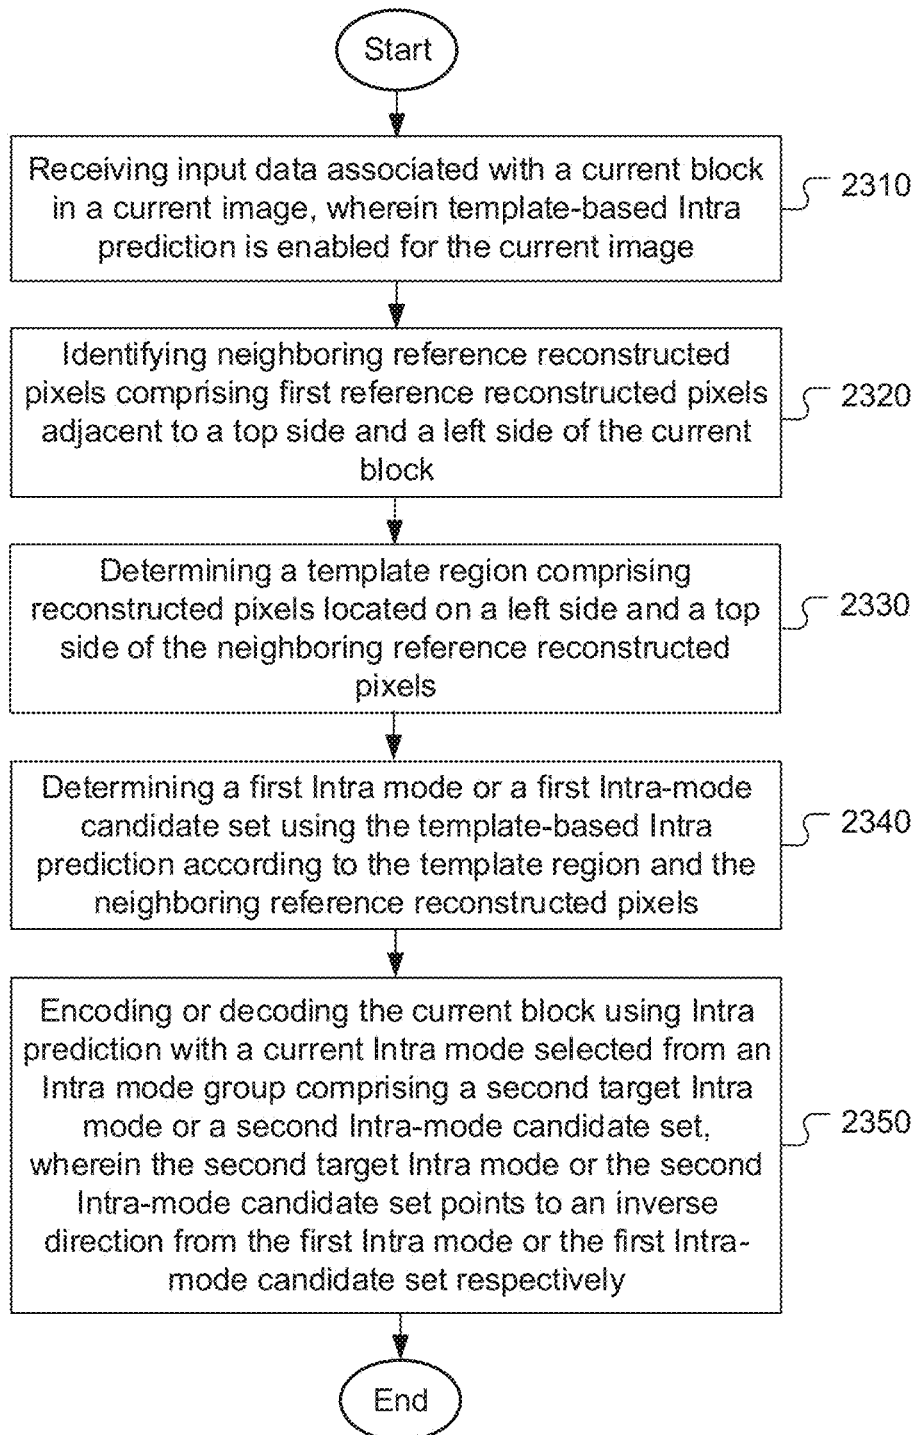 Start
Receiving input data associated with a current block
in a current image, wherein template-based Intra
prediction is enabled for the current image
2310
Identifying neighboring reference reconstructed
pixels comprising first reference reconstructed pixels
adjacent to a top side and a left side of the current
block
2320
Determining a template region comprising
reconstructed pixels located on a left side and a top
side of the neighboring reference reconstructed
pixels
2330
Determining a first Intra mode or a first Intra-mode
candidate set using the template-based Intra
prediction according to the template region and the
neighboring reference reconstructed pixels
2340
Encoding or decoding the current block using Intra
prediction with a current Intra mode selected from an
Intra mode group comprising a second target Intra
mode or a second Intra-mode candidate set,
wherein the second target Intra mode or the second
Intra-mode candidate set points to an inverse
direction from the first Intra mode or the first Intra-
mode candidate set respectively
2350
End